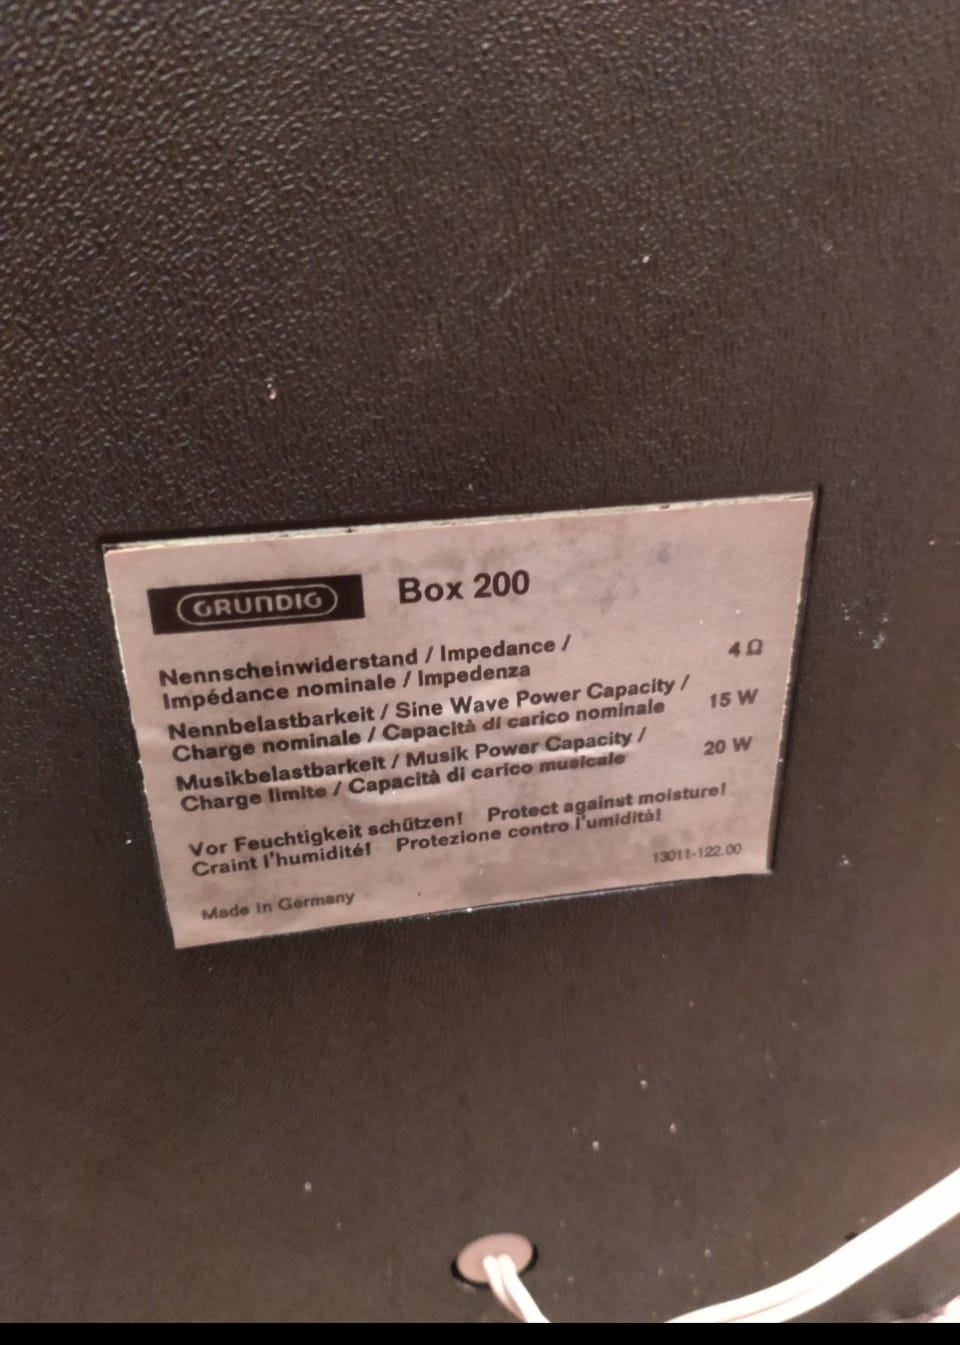 GRUNDIG Box 200
Nennscheinwiderstand / Impedance / 4 Ω
Impédance nominale / Impedenza
Nennbelastbarkeit / Sine Wave Power Capacity / 15 W
Charge nominale / Capacità di carico nominale
Musikbelastbarkeit / Musik Power Capacity / 20 W
Charge limite / Capacità di carico musicale
Vor Feuchtigkeit schützen! Protect against moisture!
Craint l'humidité! Protezione contro l'umidità!
13011-122.00
Made in Germany